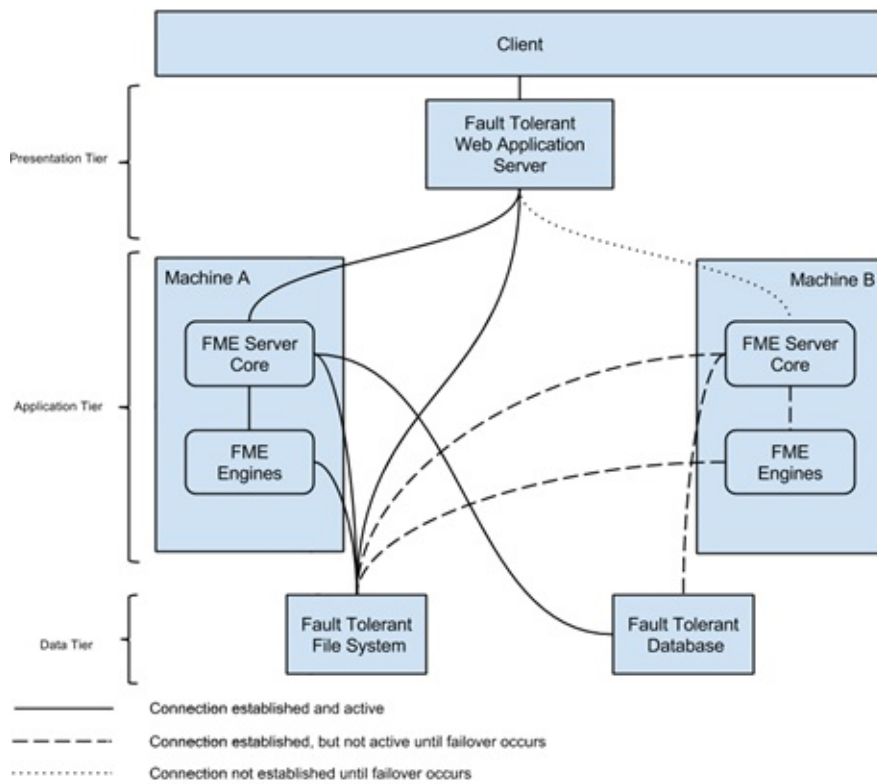 Client
Fault Tolerant
Web Application
Server
Presentation Tier
Machine A
Machine B
FME Server
Core
FME Server
Core
Application Tier
FME
Engines
FME
Engines
Fault Tolerant
File System
Fault Tolerant
Database
Data Tier
Connection established and active
Connection established, but not active until failover occurs
Connection not established until failover occurs